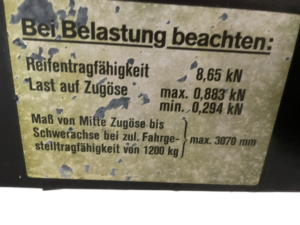 Bei Belastung beachten:
Reifentragfähigkeit 8,65 kN
Last auf Zugöse max. 0,883 kN
min. 0,294 kN
Maß von Mitte Zugöse bis
Schwerachse bei zul. Fahrge- max. 3070 mm
stelltragfähigkeit von 1200 kg